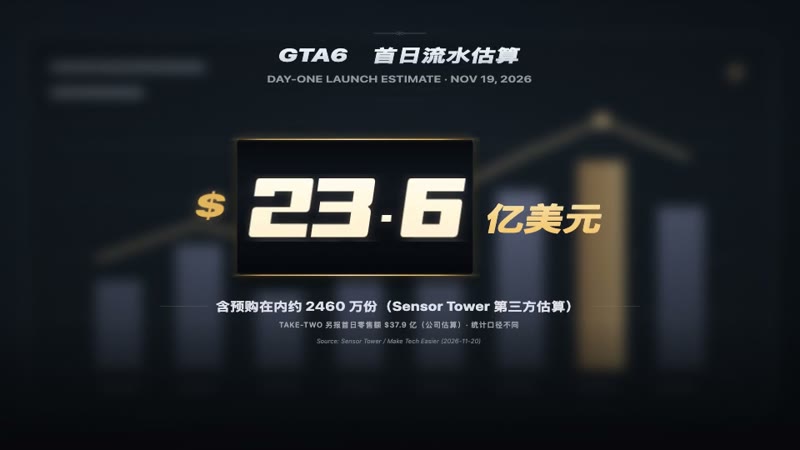 GTA6 首日流水估算
DAY-ONE LAUNCH ESTIMATE · NOV 19, 2026
$ 23.6 亿美元
含预购在内约 2460 万份（Sensor Tower 第三方估算）
TAKE-TWO 另报首日零售额 $37.9 亿（公司估算）· 统计口径不同
Source: Sensor Tower / Make Tech Easier (2026-11-20)